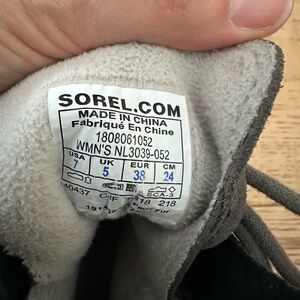 SOREL.COM
MADE IN CHINA
Fabriqué En Chine
1808061052
WMN'S NL3039-052
USA UK EUR CM
7 5 38 24
218